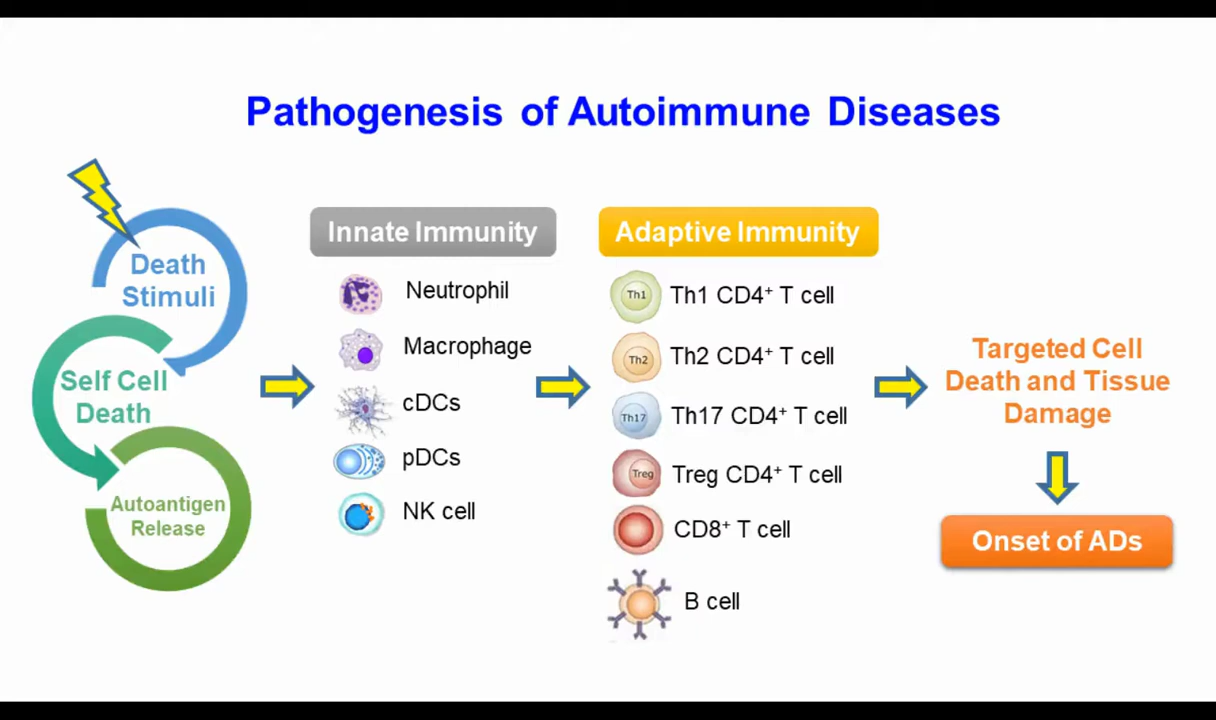 Pathogenesis of Autoimmune Diseases
Death
Stimuli
Self Cell
Death
Autoantigen
Release
Innate Immunity
Neutrophil
Macrophage
cDCs
pDCs
NK cell
Adaptive Immunity
Th1
Th1 CD4⁺ T cell
Th2
Th2 CD4⁺ T cell
Th17
Th17 CD4⁺ T cell
Treg
Treg CD4⁺ T cell
CD8⁺ T cell
B cell
Targeted Cell
Death and Tissue
Damage
Onset of ADs